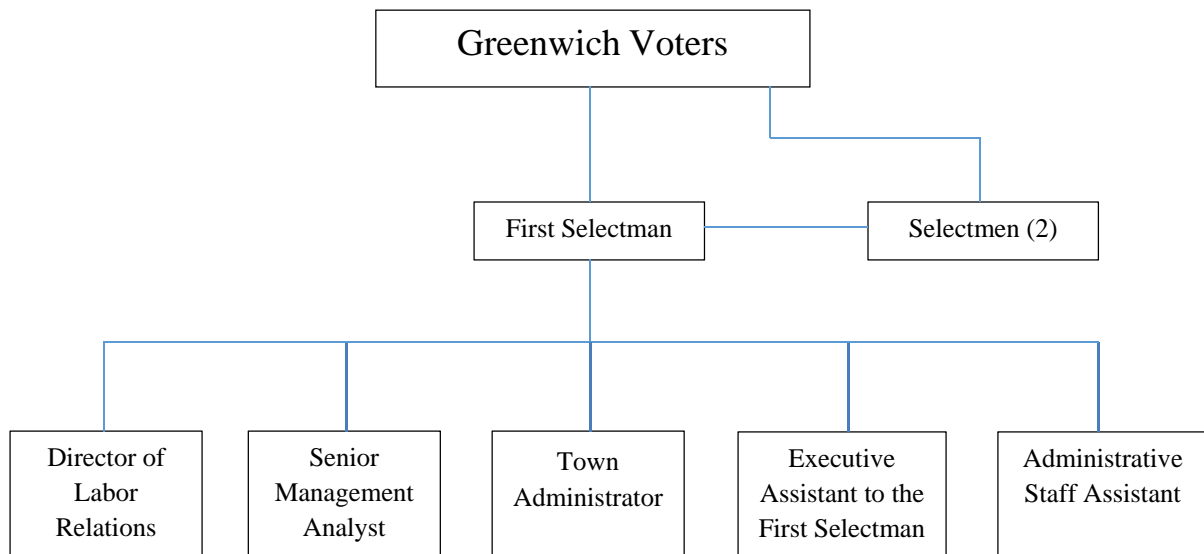 Greenwich Voters
First Selectman
Selectmen (2)
Director of
Labor
Relations
Senior
Management
Analyst
Town
Administrator
Executive
Assistant to the
First Selectman
Administrative
Staff Assistant